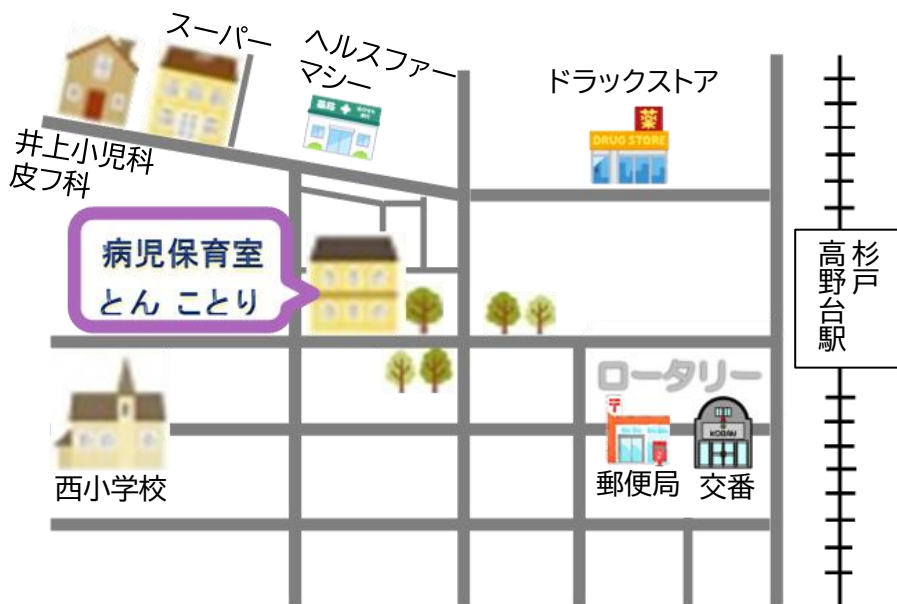 スーパー
ヘルスファー
マシー
ドラックストア
薬
DRUG STORE
薬局
井上小児科
皮フ科
病児保育室
とん ことり
杉戸
高野台駅
ロータリー
〒
KOBAN
西小学校
郵便局
交番